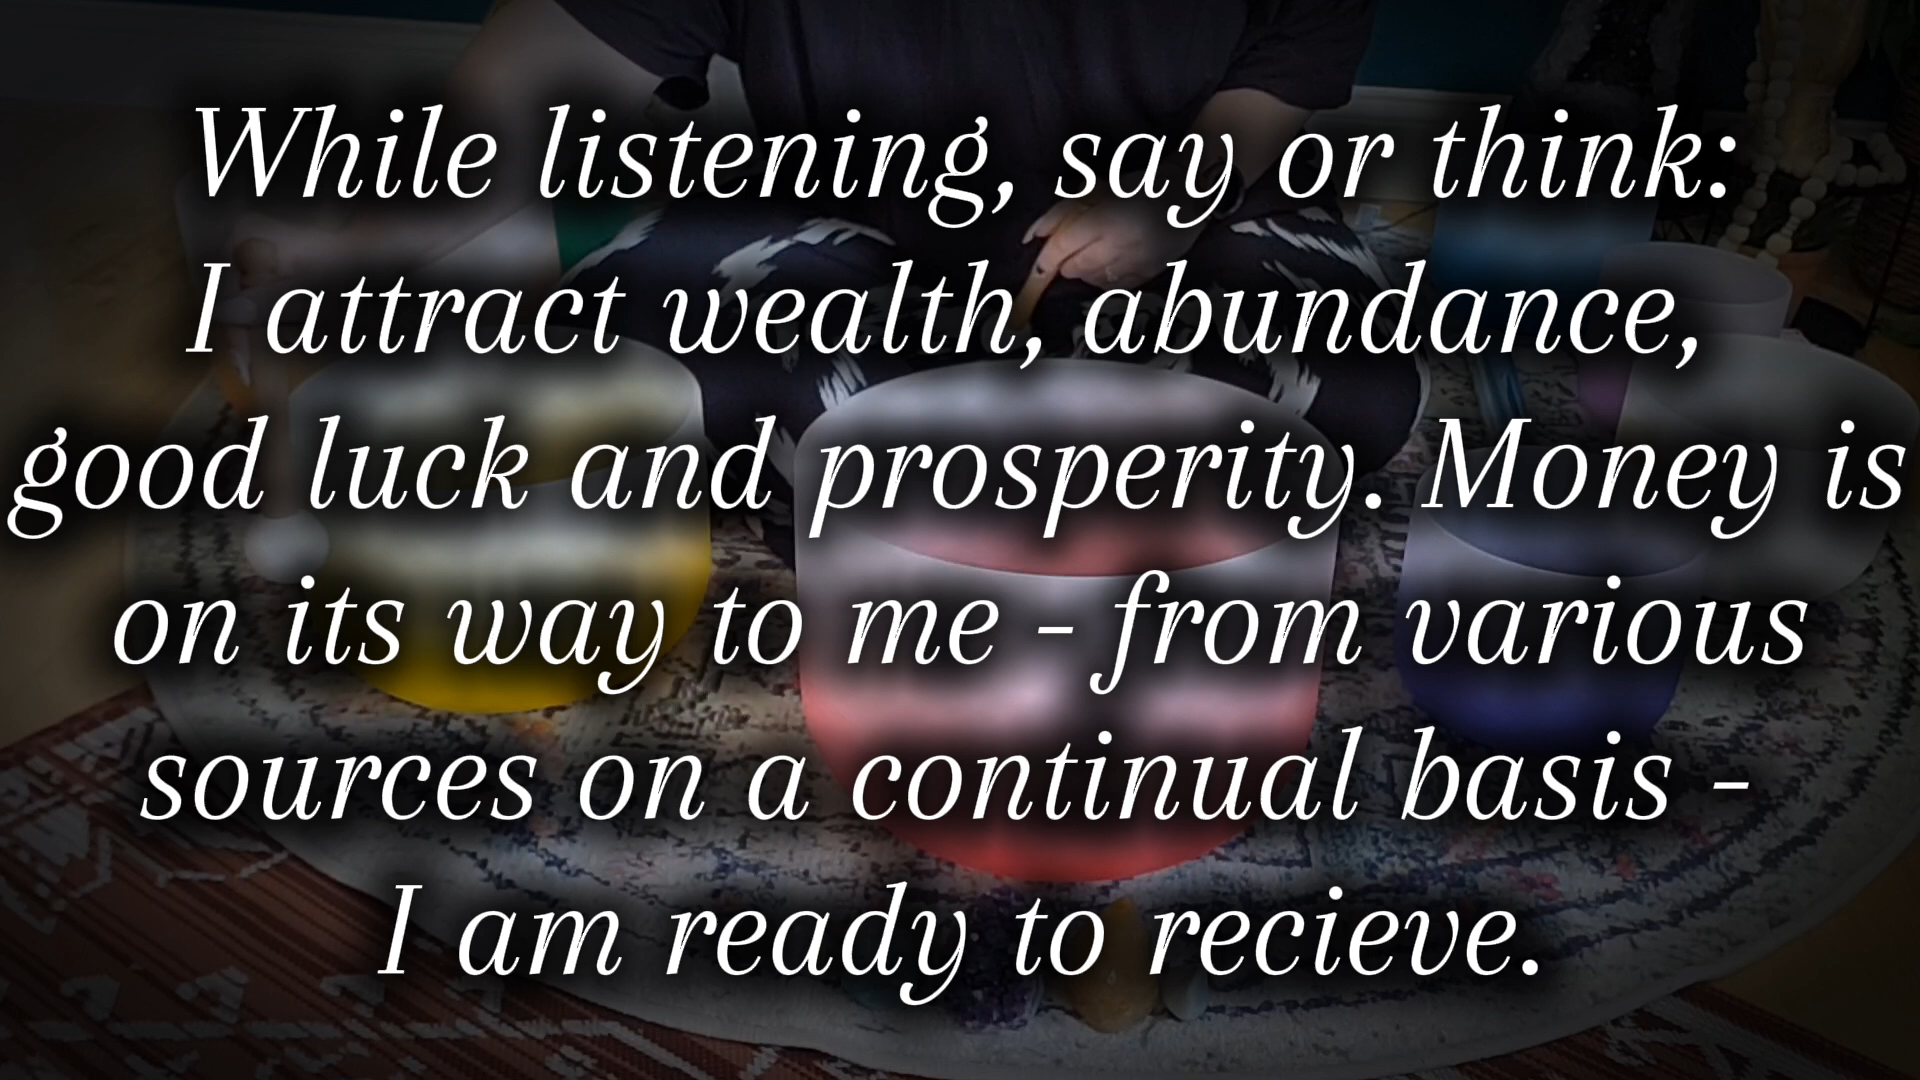 While listening, say or think:
I attract wealth, abundance,
good luck and prosperity. Money is
on its way to me - from various
sources on a continual basis -
I am ready to recieve.